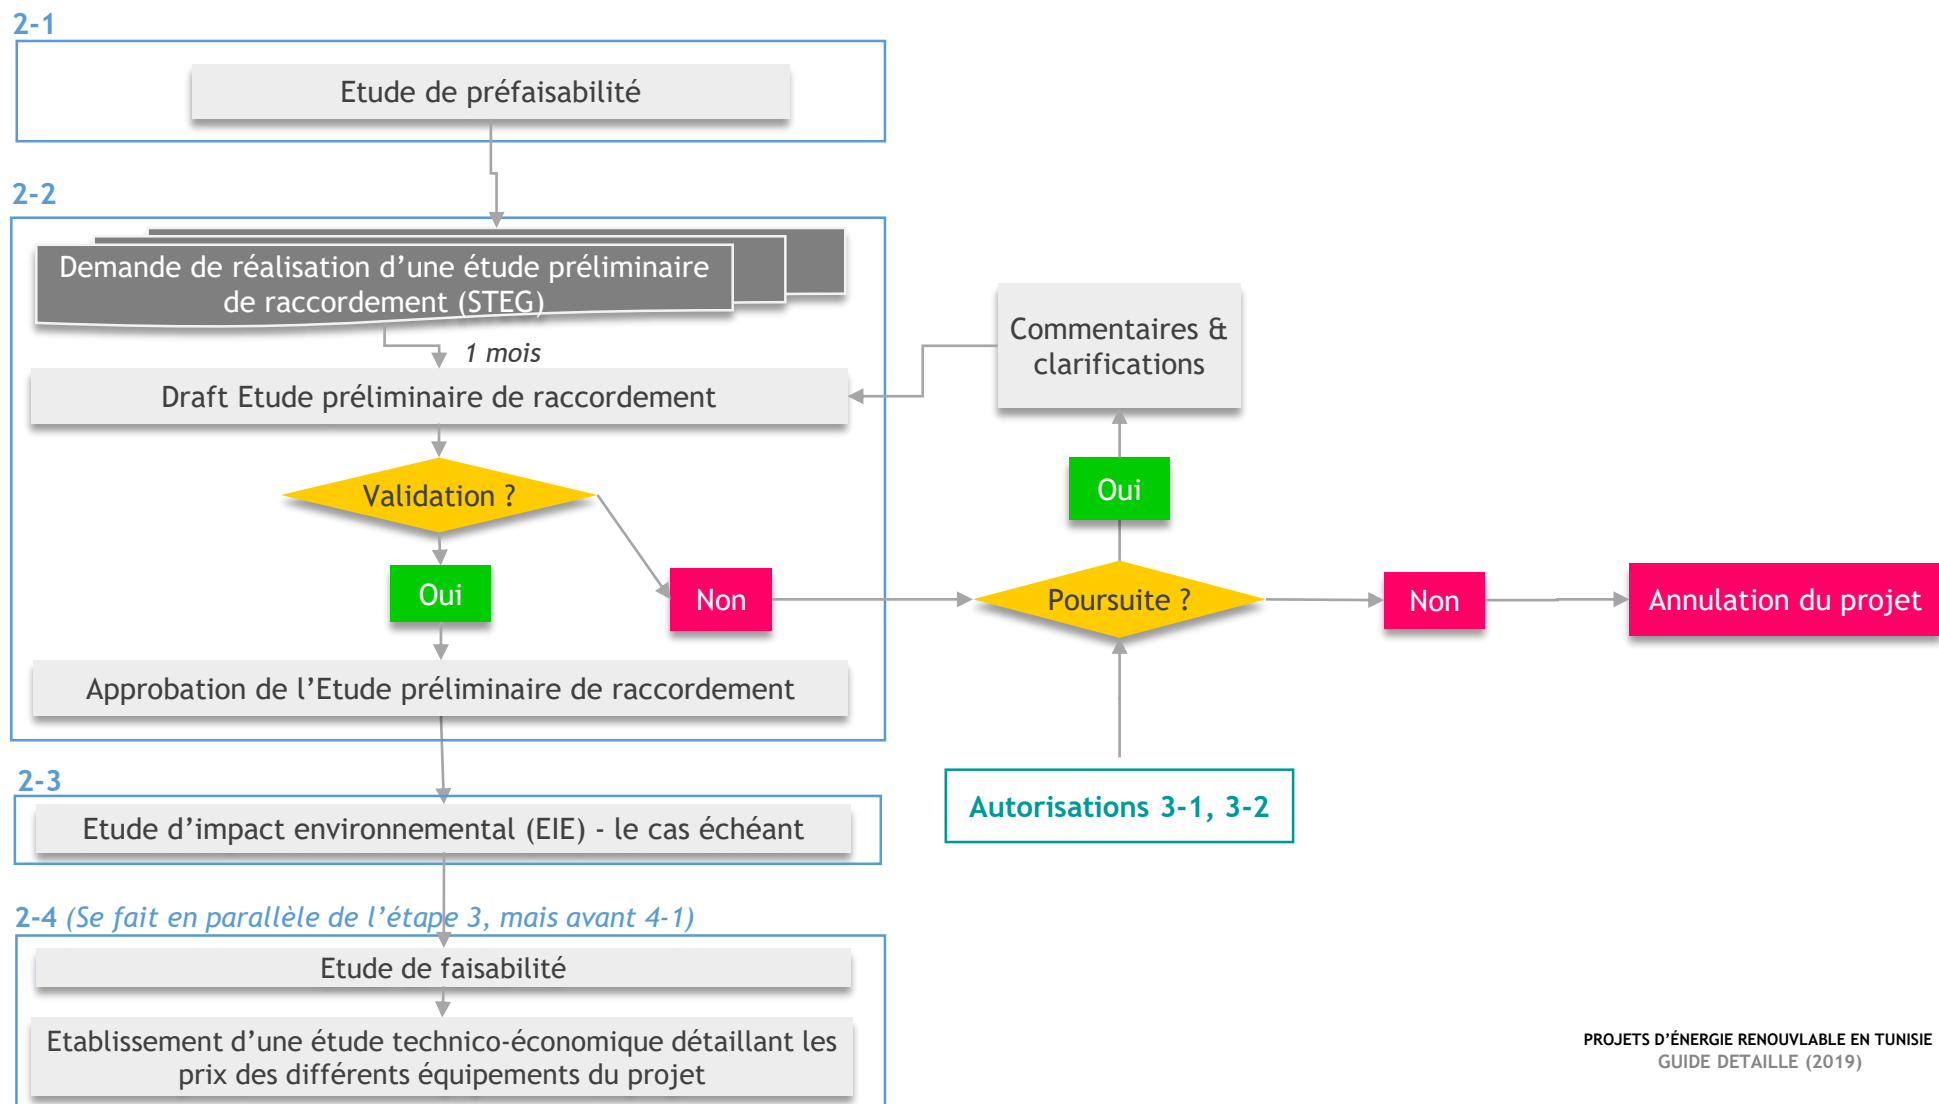 2-1
Etude de préfaisabilité
2-2
Demande de réalisation d’une étude préliminaire
de raccordement (STEG)
1 mois
Draft Etude préliminaire de raccordement
Commentaires &
clarifications
Validation ?
Oui
Oui
Non
Poursuite ?
Non
Annulation du projet
Approbation de l’Etude préliminaire de raccordement
Autorisations 3-1, 3-2
2-3
Etude d’impact environnemental (EIE) - le cas échéant
2-4 (Se fait en parallèle de l’étape 3, mais avant 4-1)
Etude de faisabilité
Etablissement d’une étude technico-économique détaillant les
prix des différents équipements du projet
PROJETS D’ÉNERGIE RENOUVLABLE EN TUNISIE
GUIDE DETAILLE (2019)